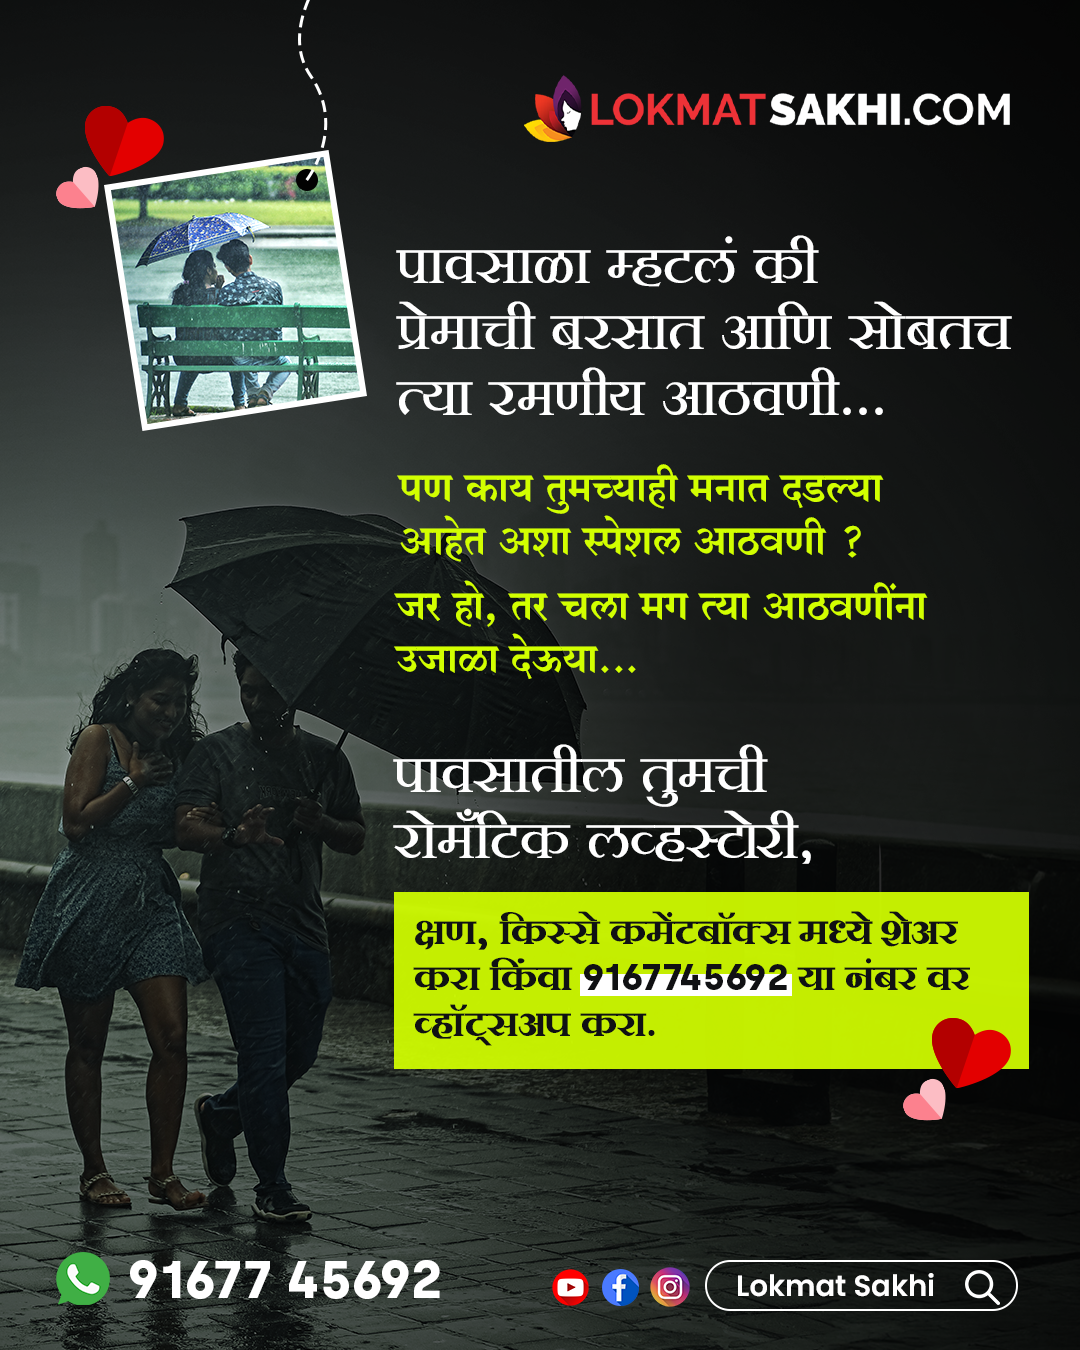 LOKMATSAKHI.COM
पावसाळा म्हटलं की
प्रेमाची बरसात आणि सोबतच
त्या रमणीय आठवणी...
पण काय तुमच्याही मनात दडल्या
आहेत अशा स्पेशल आठवणी ?
जर हो, तर चला मग त्या आठवणींना
उजाळा देऊया...
पावसातील तुमची
रोमँटिक लव्हस्टोरी,
क्षण, किस्से कमेंटबॉक्स मध्ये शेअर
करा किंवा 9167745692 या नंबर वर
व्हॉट्सअप करा.
91677 45692
Lokmat Sakhi